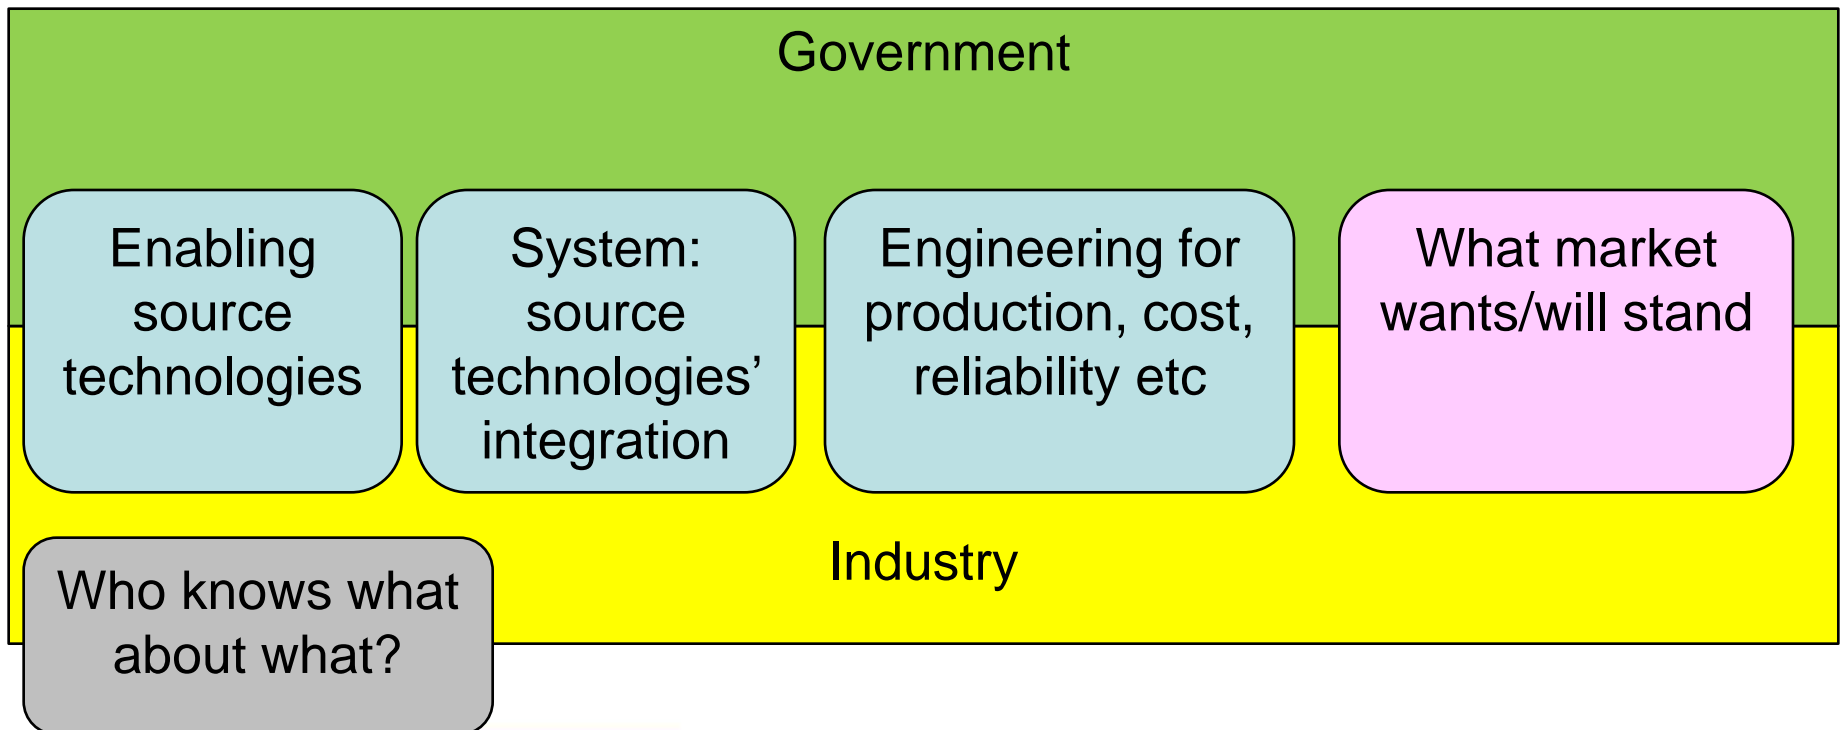 Government
Enabling
source
technologies
System:
source
technologies’
integration
Engineering for
production, cost,
reliability etc
What market
wants/will stand
Industry
Who knows what
about what?